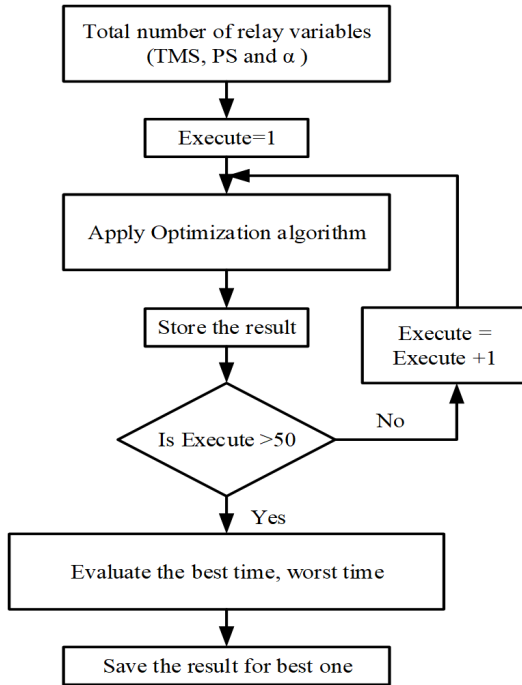 Total number of relay variables
(TMS, PS and α )
Execute=1
Apply Optimization algorithm
Store the result
Execute =
Execute +1
Is Execute >50
No
Yes
Evaluate the best time, worst time
Save the result for best one